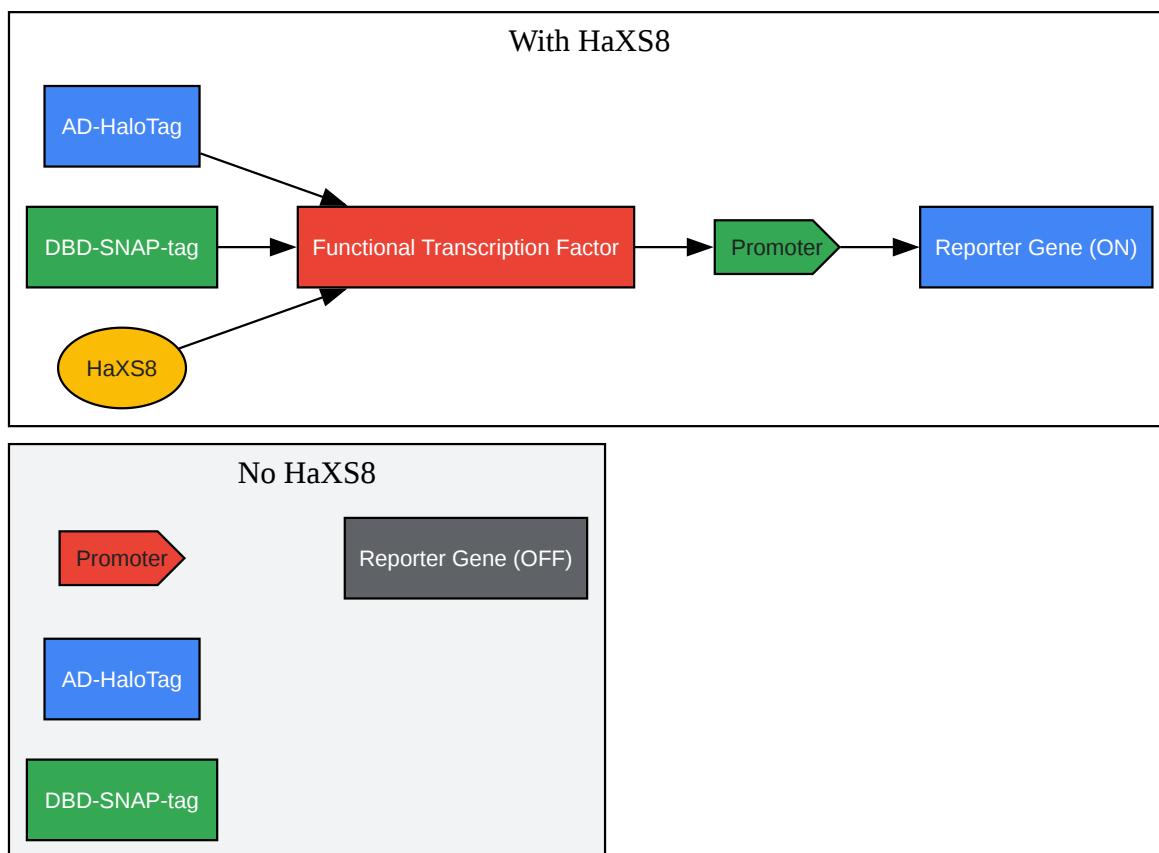 With HaXS8
AD-HaloTag
DBD-SNAP-tag
Functional Transcription Factor
Promoter
Reporter Gene (ON)
HaXS8
No HaXS8
Promoter
Reporter Gene (OFF)
AD-HaloTag
DBD-SNAP-tag